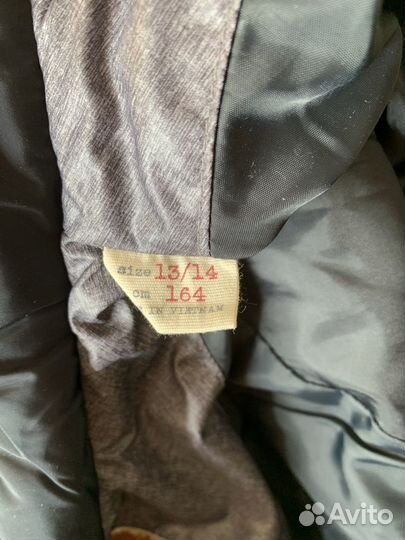 size 13/14
cm 164
IN VIETNAM
Avito